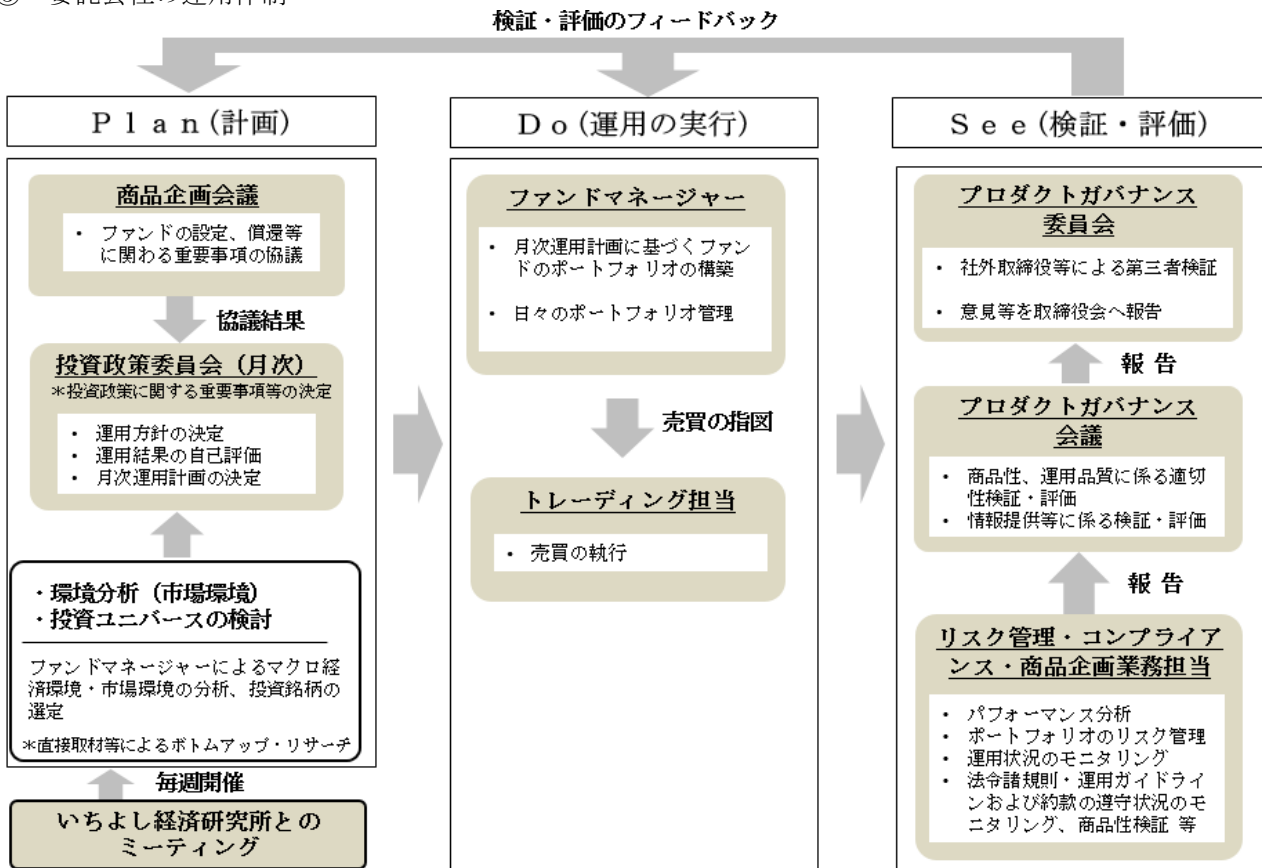 検証・評価のフィードバック
Ｐｌａｎ(計画)
商品企画会議
・ ファンドの設定、償還等
に関わる重要事項の協議
協議結果
投資政策委員会（月次）
＊投資政策に関する重要事項等の決定
・ 運用方針の決定
・ 運用結果の自己評価
・ 月次運用計画の決定
・環境分析（市場環境）
・投資ユニバースの検討
ファンドマネージャーによるマクロ経
済環境・市場環境の分析、投資銘柄の
選定
＊直接取材等によるボトムアップ・リサーチ
毎週開催
いちよし経済研究所との
ミーティング
Ｄｏ(運用の実行)
ファンドマネージャー
・ 月次運用計画に基づくファン
ドのポートフォリオの構築
・ 日々のポートフォリオ管理
売買の指図
トレーディング担当
・ 売買の執行
Ｓｅｅ(検証・評価)
プロダクトガバナンス
委員会
・ 社外取締役等による第三者検証
・ 意見等を取締役会へ報告
報 告
プロダクトガバナンス
会議
・ 商品性、運用品質に係る適切
性検証・評価
・ 情報提供等に係る検証・評価
報 告
リスク管理・コンプライア
ンス・商品企画業務担当
・ パフォーマンス分析
・ ポートフォリオのリスク管理
・ 運用状況のモニタリング
・ 法令諸規則・運用ガイドライ
ンおよび約款の遵守状況のモ
ニタリング、商品性検証 等